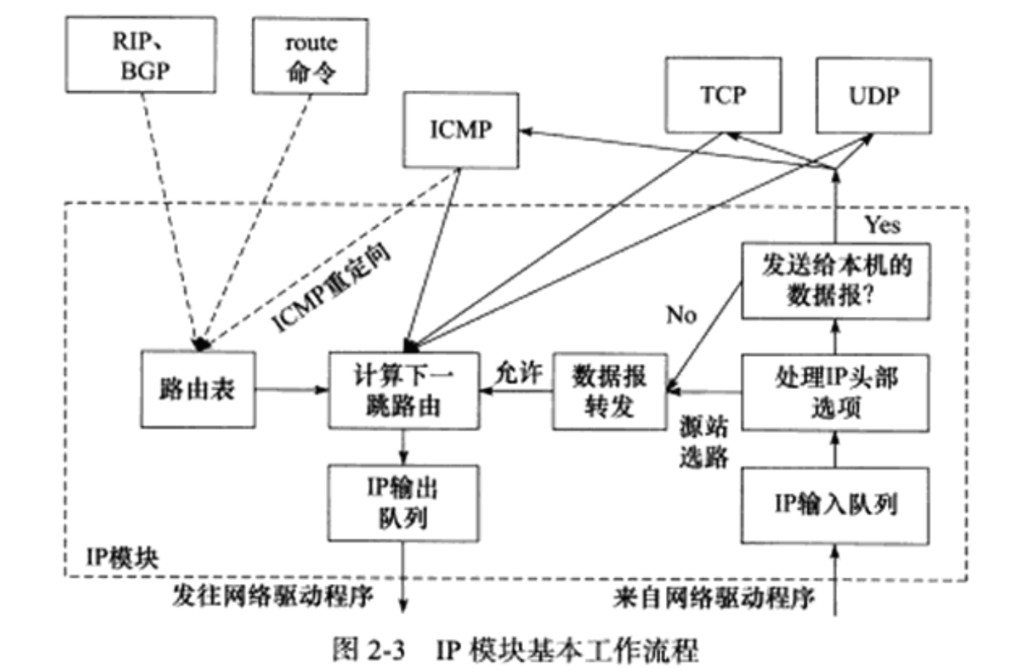 RIP、
BGP
route
命令
ICMP
TCP
UDP
ICMP重定向
Yes
发送给本机的
数据报？
No
路由表
计算下一
跳路由
允许
数据报
转发
处理IP头部
选项
源站
选路
IP输出
队列
IP输入队列
IP模块
发往网络驱动程序
来自网络驱动程序
图 2-3 IP 模块基本工作流程